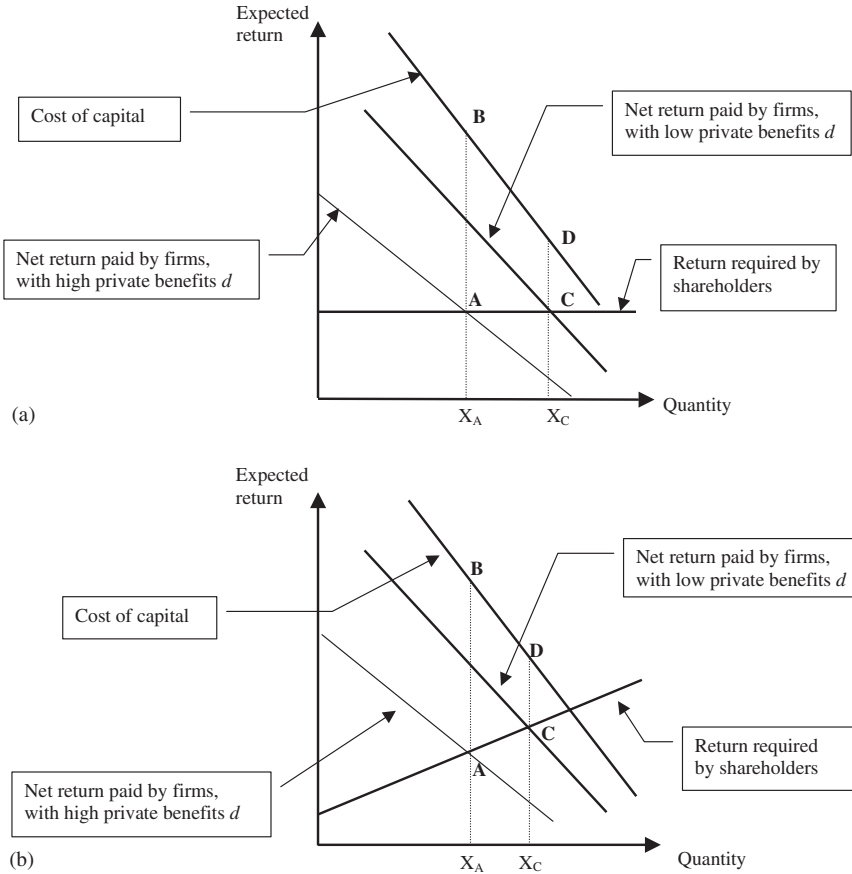 Expected
return
Cost of capital
B
Net return paid by firms,
with low private benefits d
D
Net return paid by firms,
with high private benefits d
Return required by
shareholders
A
C
Quantity
X_A
X_C
(a)
Expected
return
Net return paid by firms,
with low private benefits d
B
Cost of capital
D
C
Return required
by shareholders
A
Net return paid by firms,
with high private benefits d
(b)
X_A
X_C
Quantity